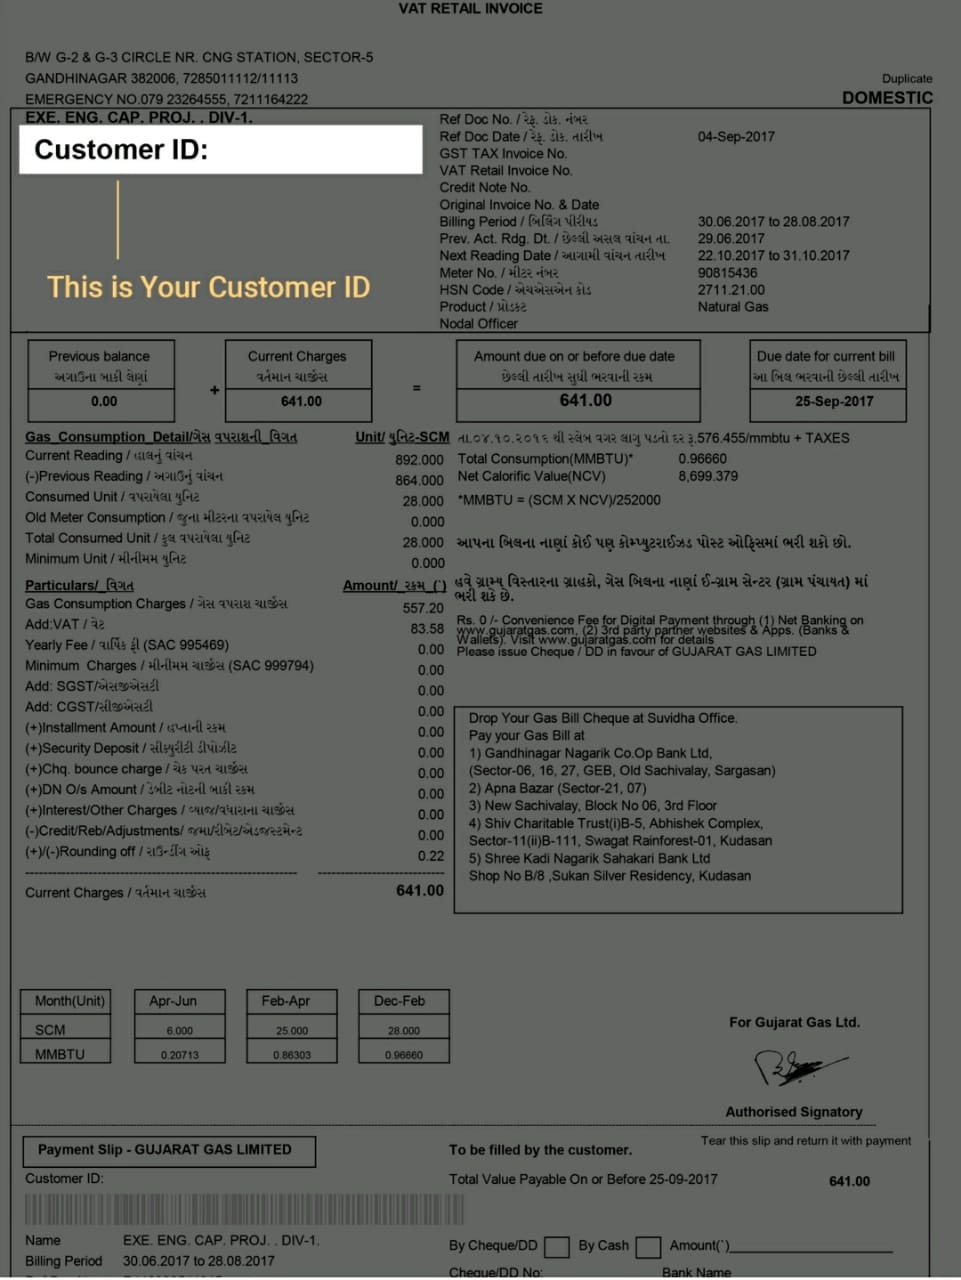 VAT RETAIL INVOICE
B/W G-2 & G-3 CIRCLE NR. CNG STATION, SECTOR-5
GANDHINAGAR 382006, 7285011112/11113
EMERGENCY NO.079 23264555, 7211164222
Duplicate
DOMESTIC
EXE. ENG. CAP. PROJ. . DIV-1.
Customer ID:
This is Your Customer ID
Ref Doc No. / રેફ. ડોક. નંબર
Ref Doc Date / રેફ. ડોક. તારીખ 04-Sep-2017
GST TAX Invoice No.
VAT Retail Invoice No.
Credit Note No.
Original Invoice No. & Date
Billing Period / બિલિંગ પીરીયડ 30.06.2017 to 28.08.2017
Prev. Act. Rdg. Dt. / છેલ્લી અસલ વાંચન તા. 29.06.2017
Next Reading Date / આગામી વાંચન તારીખ 22.10.2017 to 31.10.2017
Meter No. / મીટર નંબર 90815436
HSN Code / એચએસએન કોડ 2711.21.00
Product / પ્રોડક્ટ Natural Gas
Nodal Officer
Previous balance
અગાઉના બાકી લેણાં
0.00
+
Current Charges
વર્તમાન ચાર્જીસ
641.00
=
Amount due on or before due date
છેલ્લી તારીખ સુધી ભરવાની રકમ
641.00
Due date for current bill
આ બિલ ભરવાની છેલ્લી તારીખ
25-Sep-2017
Gas_Consumption_Detail/ગેસ વપરાશની_વિગત Unit/ યુનિટ-SCM
Current Reading / હાલનું વાંચન 892.000
(-)Previous Reading / અગાઉનું વાંચન 864.000
Consumed Unit / વપરાયેલા યુનિટ 28.000
Old Meter Consumption / જુના મીટરના વપરાયેલ યુનિટ 0.000
Total Consumed Unit / કુલ વપરાયેલા યુનિટ 28.000
Minimum Unit / મીનીમમ યુનિટ 0.000
Particulars/_વિગત Amount/_રકમ_(`)
Gas Consumption Charges / ગેસ વપરાશ ચાર્જીસ 557.20
Add:VAT / વેટ 83.58
Yearly Fee / વાર્ષિક ફી (SAC 995469) 0.00
Minimum Charges / મીનીમમ ચાર્જીસ (SAC 999794) 0.00
Add: SGST/એસજીએસટી 0.00
Add: CGST/સીજીએસટી 0.00
(+)Installment Amount / હપ્તાની રકમ 0.00
(+)Security Deposit / સીક્યુરીટી ડીપોઝીટ 0.00
(+)Chq. bounce charge / ચેક પરત ચાર્જીસ 0.00
(+)DN O/s Amount / ડેબીટ નોટની બાકી રકમ 0.00
(+)Interest/Other Charges / વ્યાજ/વધારાના ચાર્જીસ 0.00
(-)Credit/Reb/Adjustments/ જમા/રીબેટ/એડજસ્ટમેન્ટ 0.00
(+)/(-)Rounding off / રાઉન્ડીંગ ઓફ 0.22
Current Charges / વર્તમાન ચાર્જીસ 641.00
તા.૦૪.૧૦.૨૦૧૬ થી સ્લેબ વગર લાગુ પડતો દર રૂ.576.455/mmbtu + TAXES
Total Consumption(MMBTU)* 0.96660
Net Calorific Value(NCV) 8,699.379
*MMBTU = (SCM X NCV)/252000
આપના બિલના નાણાં કોઈ પણ કોમ્પ્યુટરાઈઝડ પોસ્ટ ઓફિસમાં ભરી શકો છો.
હવે ગ્રામ્ય વિસ્તારના ગ્રાહકો, ગેસ બિલના નાણાં ઈ-ગ્રામ સેન્ટર (ગ્રામ પંચાયત) માં
ભરી શકે છે.
Rs. 0 /- Convenience Fee for Digital Payment through (1) Net Banking on
www.gujaratgas.com, (2) 3rd party partner websites & Apps. (Banks &
Wallets). Visit www.gujaratgas.com for details
Please issue Cheque / DD in favour of GUJARAT GAS LIMITED
Drop Your Gas Bill Cheque at Suvidha Office.
Pay your Gas Bill at
1) Gandhinagar Nagarik Co.Op Bank Ltd,
(Sector-06, 16, 27, GEB, Old Sachivalay, Sargasan)
2) Apna Bazar (Sector-21, 07)
3) New Sachivalay, Block No 06, 3rd Floor
4) Shiv Charitable Trust(i)B-5, Abhishek Complex,
Sector-11(ii)B-111, Swagat Rainforest-01, Kudasan
5) Shree Kadi Nagarik Sahakari Bank Ltd
Shop No B/8 ,Sukan Silver Residency, Kudasan
Month(Unit) Apr-Jun Feb-Apr Dec-Feb
SCM 6.000 25.000 28.000
MMBTU 0.20713 0.86303 0.96660
For Gujarat Gas Ltd.
Authorised Signatory
Tear this slip and return it with payment
Payment Slip - GUJARAT GAS LIMITED
To be filled by the customer.
Customer ID:
Total Value Payable On or Before 25-09-2017 641.00
Name EXE. ENG. CAP. PROJ. . DIV-1.
Billing Period 30.06.2017 to 28.08.2017
By Cheque/DD By Cash Amount(`)
Cheque/DD No: Bank Name